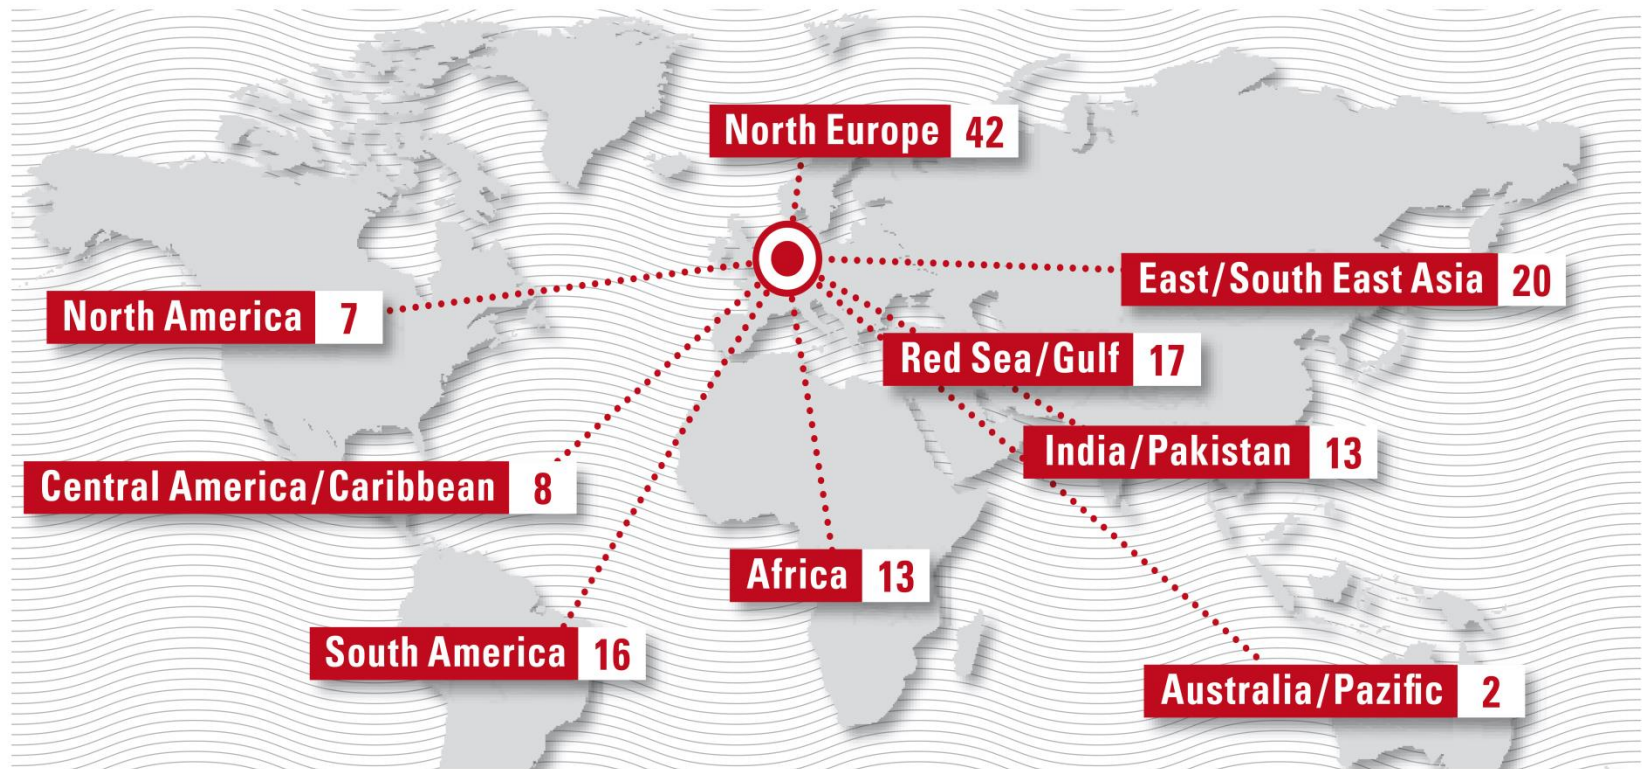 North Europe 42
East/South East Asia 20
North America 7
Red Sea/Gulf 17
India/Pakistan 13
Central America/Caribbean 8
Africa 13
South America 16
Australia/Pazific 2